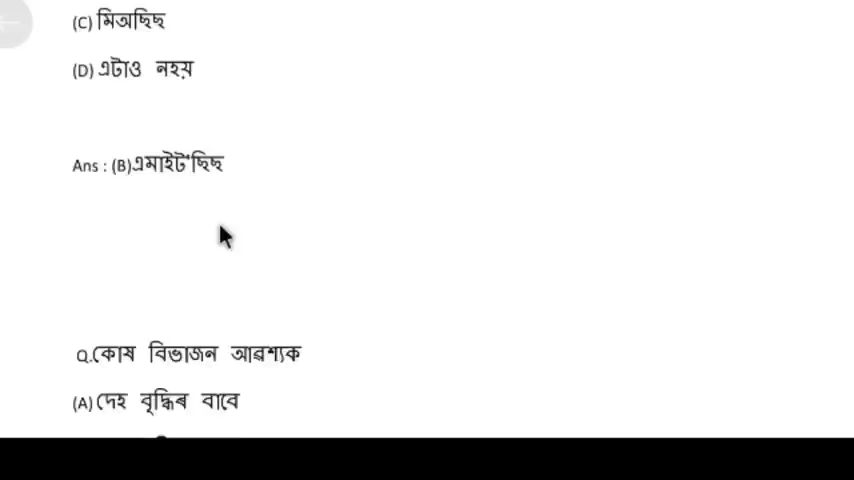 (C) মিঅছিছ
(D) এটাও নহয়
Ans : (B)এমাইট'ছিছ
Q.কোষ বিভাজন আৱশ্যক
(A) দেহ বৃদ্ধিৰ বাবে